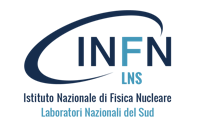 INFN
LNS
Istituto Nazionale di Fisica Nucleare
Laboratori Nazionali del Sud